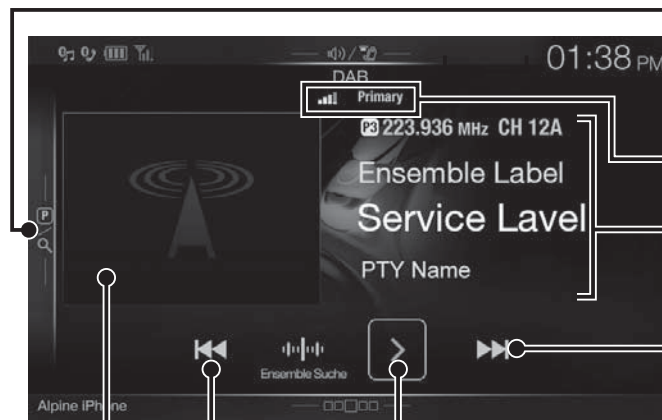 01:38 PM
DAB
Primary
P3 223.936 MHz CH 12A
Ensemble Label
Service Lavel
P
PTY Name
Ensemble Suche
Alpine iPhone